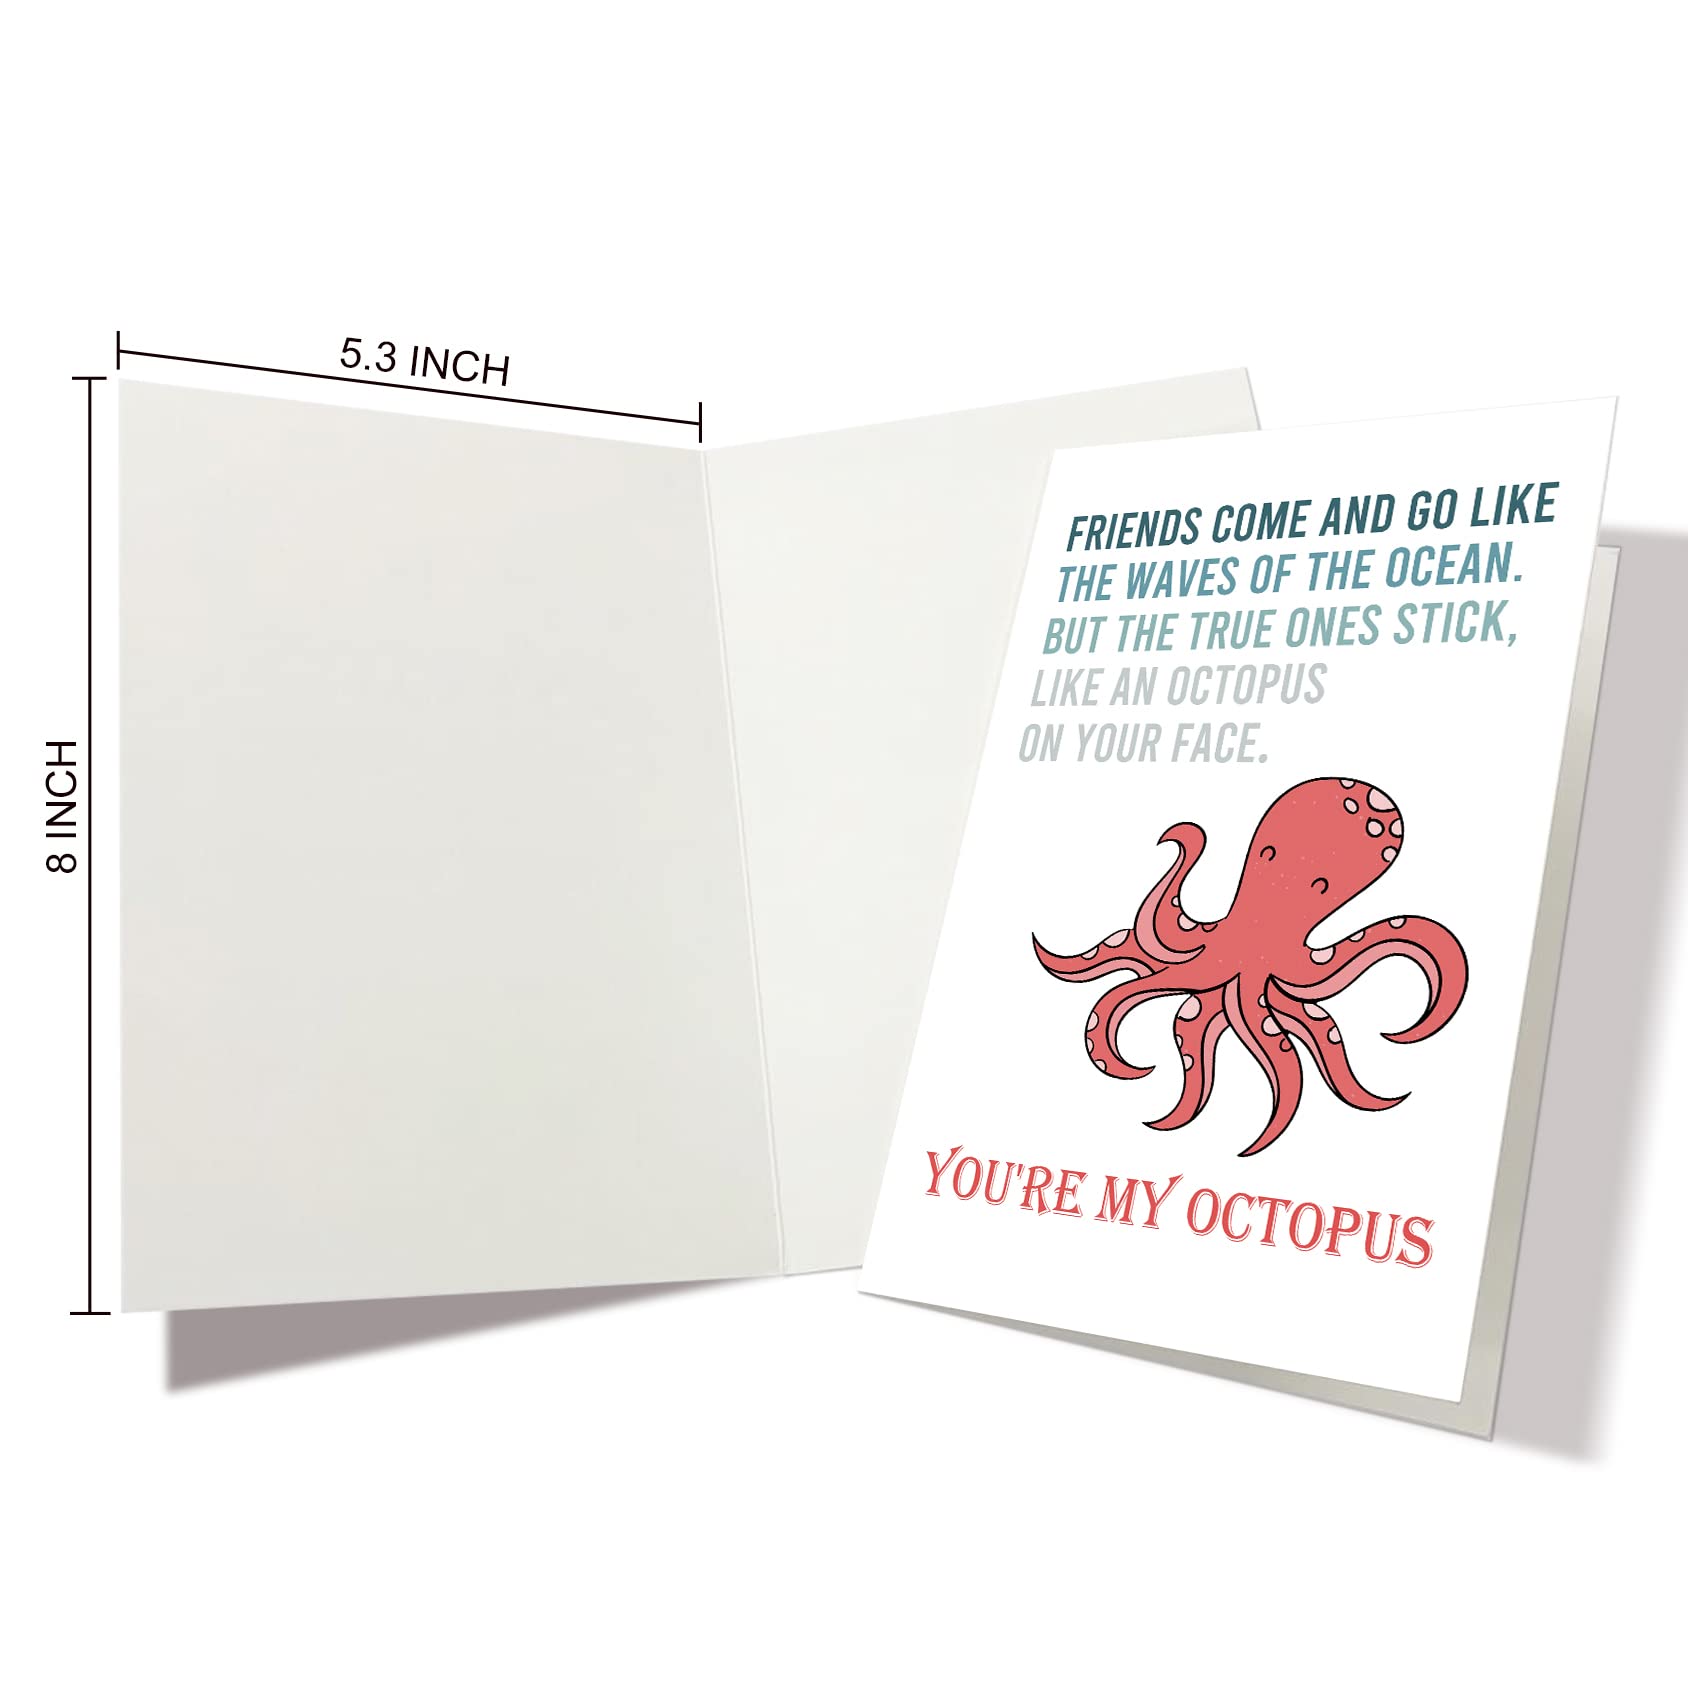 5.3 INCH
8 INCH
FRIENDS COME AND GO LIKE
THE WAVES OF THE OCEAN.
BUT THE TRUE ONES STICK,
LIKE AN OCTOPUS
ON YOUR FACE.
YOU'RE MY OCTOPUS